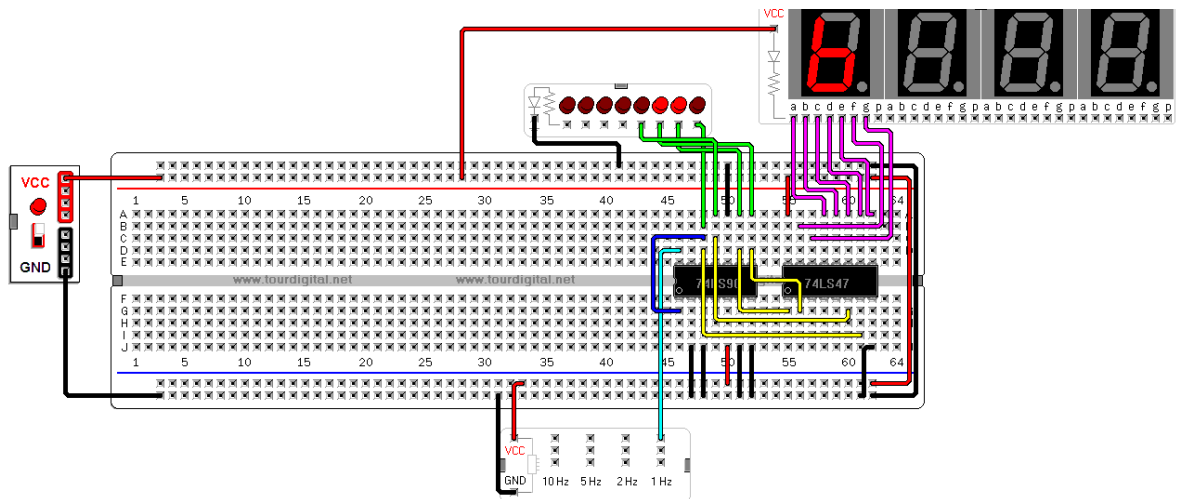 VCC
a b c d e f g p a b c d e f g p a b c d e f g p a b c d e f g p
VCC
GND
1 5 10 15 20 25 30 35 40 45 50 55 60 64
A
B
C
D
E
www.tourdigital.net www.tourdigital.net
74LS90 74LS47
F
G
H
I
J
1 5 10 15 20 25 30 35 40 45 50 55 60 64
VCC
GND 10 Hz 5 Hz 2 Hz 1 Hz